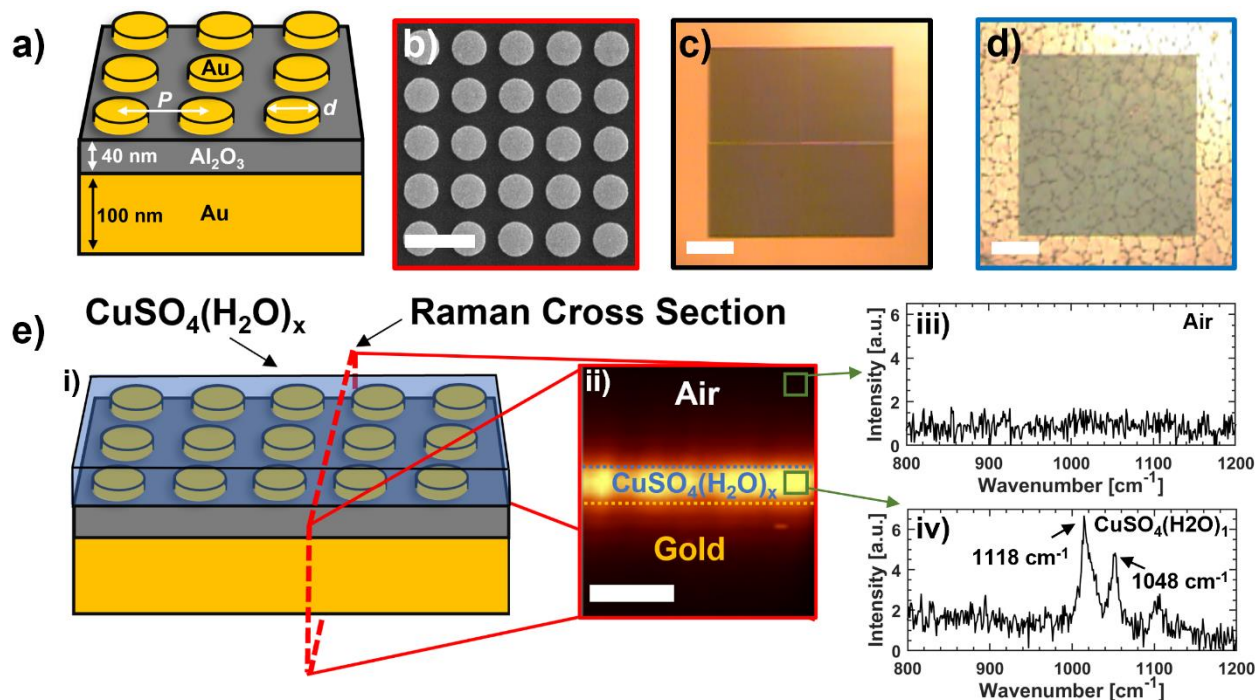 a)
Au
P
d
40 nm
Al₂O₃
100 nm
Au
b)
c)
d)
e)
CuSO₄(H₂O)ₓ
Raman Cross Section
i)
ii)
Air
CuSO₄(H₂O)ₓ
Gold
iii)
Air
Intensity [a.u.]
6
4
2
0
800 900 1000 1100 1200
Wavenumber [cm⁻¹]
iv)
CuSO₄(H2O)₁
1118 cm⁻¹
1048 cm⁻¹
Intensity [a.u.]
6
4
2
0
800 900 1000 1100 1200
Wavenumber [cm⁻¹]